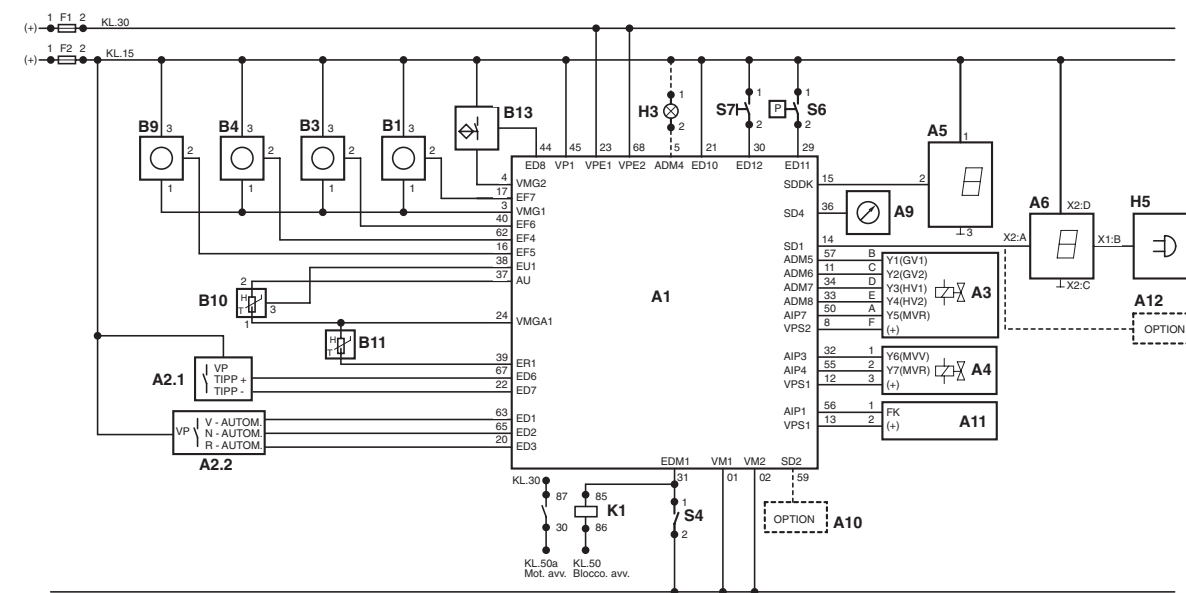 1 F1 2
(+)
KL.30
1 F2 2
(+)
KL.15
B9 3
2
1
B4 3
2
1
B3 3
2
1
B1 3
2
1
B13
H3 1
2
S7 1
2
P
S6 1
2
A5
1
2
3
A6
X2:D
X2:A
X1:B
X2:C
H5
A9
A12
OPTION
44 45 23 68 5 21 30 29
ED8 VP1 VPE1 VPE2 ADM4 ED10 ED12 ED11
4 VMG2
17 EF7
3 VMG1
40 EF6
62 EF4
16 EF5
38 EU1
37 AU
24 VMGA1
39 ER1
67 ED6
22 ED7
63 ED1
65 ED2
20 ED3
A1
SDDK 15
SD4 36
SD1 14
ADM5 57 B Y1(GV1)
ADM6 11 C Y2(GV2)
ADM7 34 D Y3(HV1)
ADM8 33 E Y4(HV2)
AIP7 50 A Y5(MVR)
VPS2 8 F (+)
A3
AIP3 32 1 Y6(MVV)
AIP4 55 2 Y7(MVR)
VPS1 12 3 (+)
A4
AIP1 56 1 FK
VPS1 13 2 (+)
A11
B10
2
H
T
3
1
B11
H
T
A2.1
VP
TIPP +
TIPP -
VP
V - AUTOM.
N - AUTOM.
R - AUTOM.
A2.2
EDM1 VM1 VM2 SD2
31 01 02 59
KL.30
87
30
KL.50a
Mot. avv.
85
K1
86
KL.50
Blocco. avv.
1
S4
2
OPTION
A10